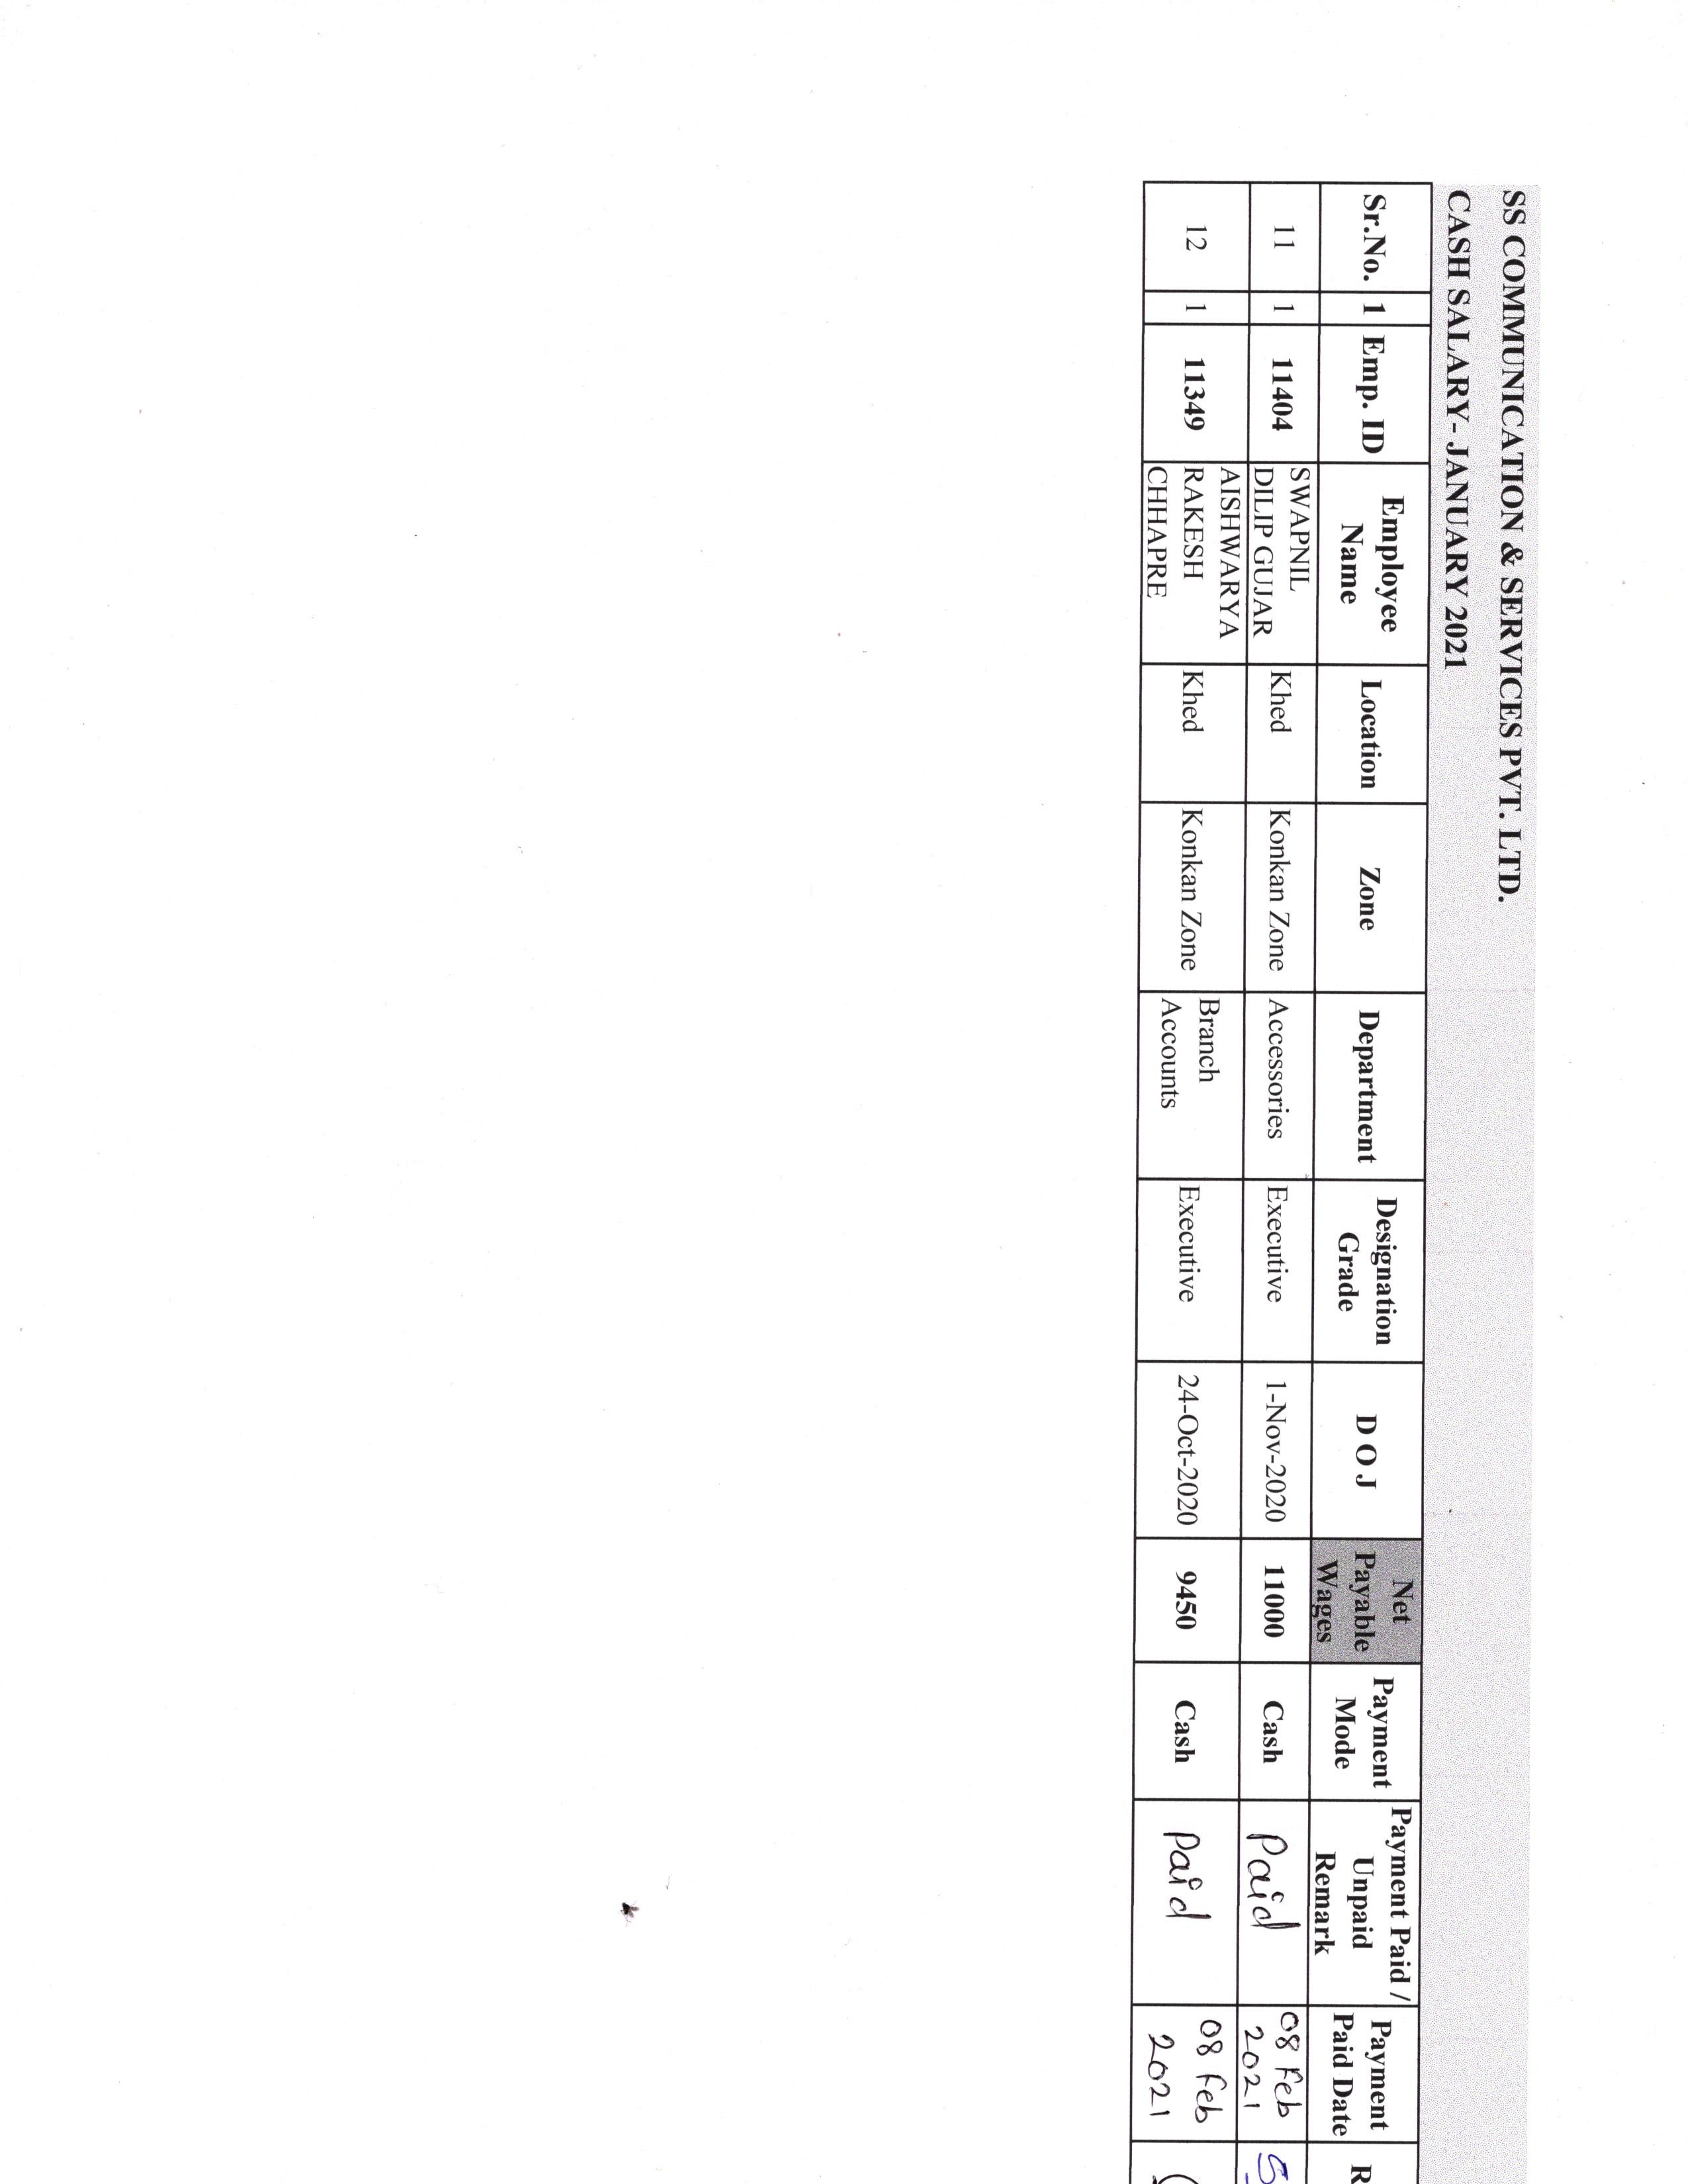 SS COMMUNICATION & SERVICES PVT. LTD.
CASH SALARY- JANUARY 2021
Sr.No. 1 Emp. ID Employee Name Location Zone Department Designation Grade D O J Net Payable Wages Payment Mode Payment Paid / Unpaid Remark Payment Paid Date R
11 1 11404 SWAPNIL DILIP GUJAR Khed Konkan Zone Accessories Executive 1-Nov-2020 11000 Cash Paid 08 Feb 2021
12 1 11349 AISHWARYA RAKESH CHHAPRE Khed Konkan Zone Branch Accounts Executive 24-Oct-2020 9450 Cash Paid 08 Feb 2021